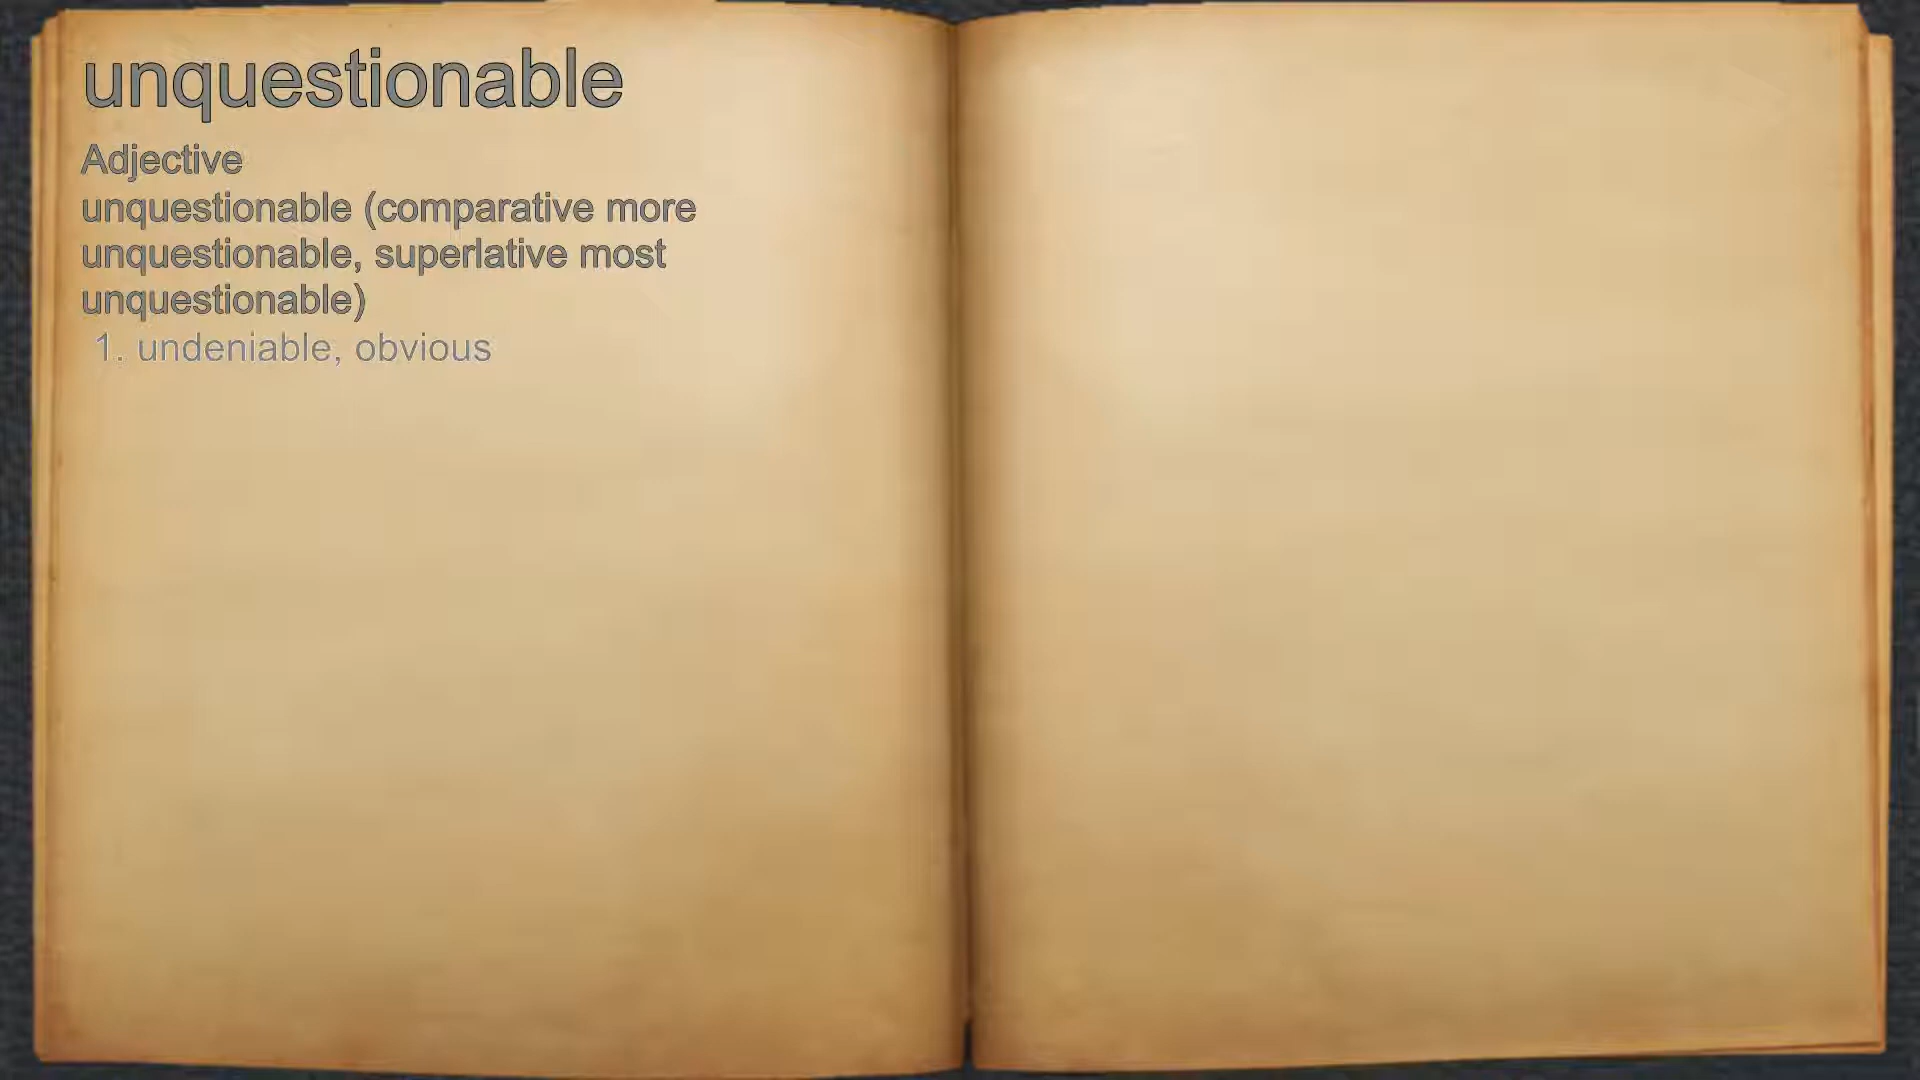 unquestionable
Adjective
unquestionable (comparative more
unquestionable, superlative most
unquestionable)
1. undeniable, obvious